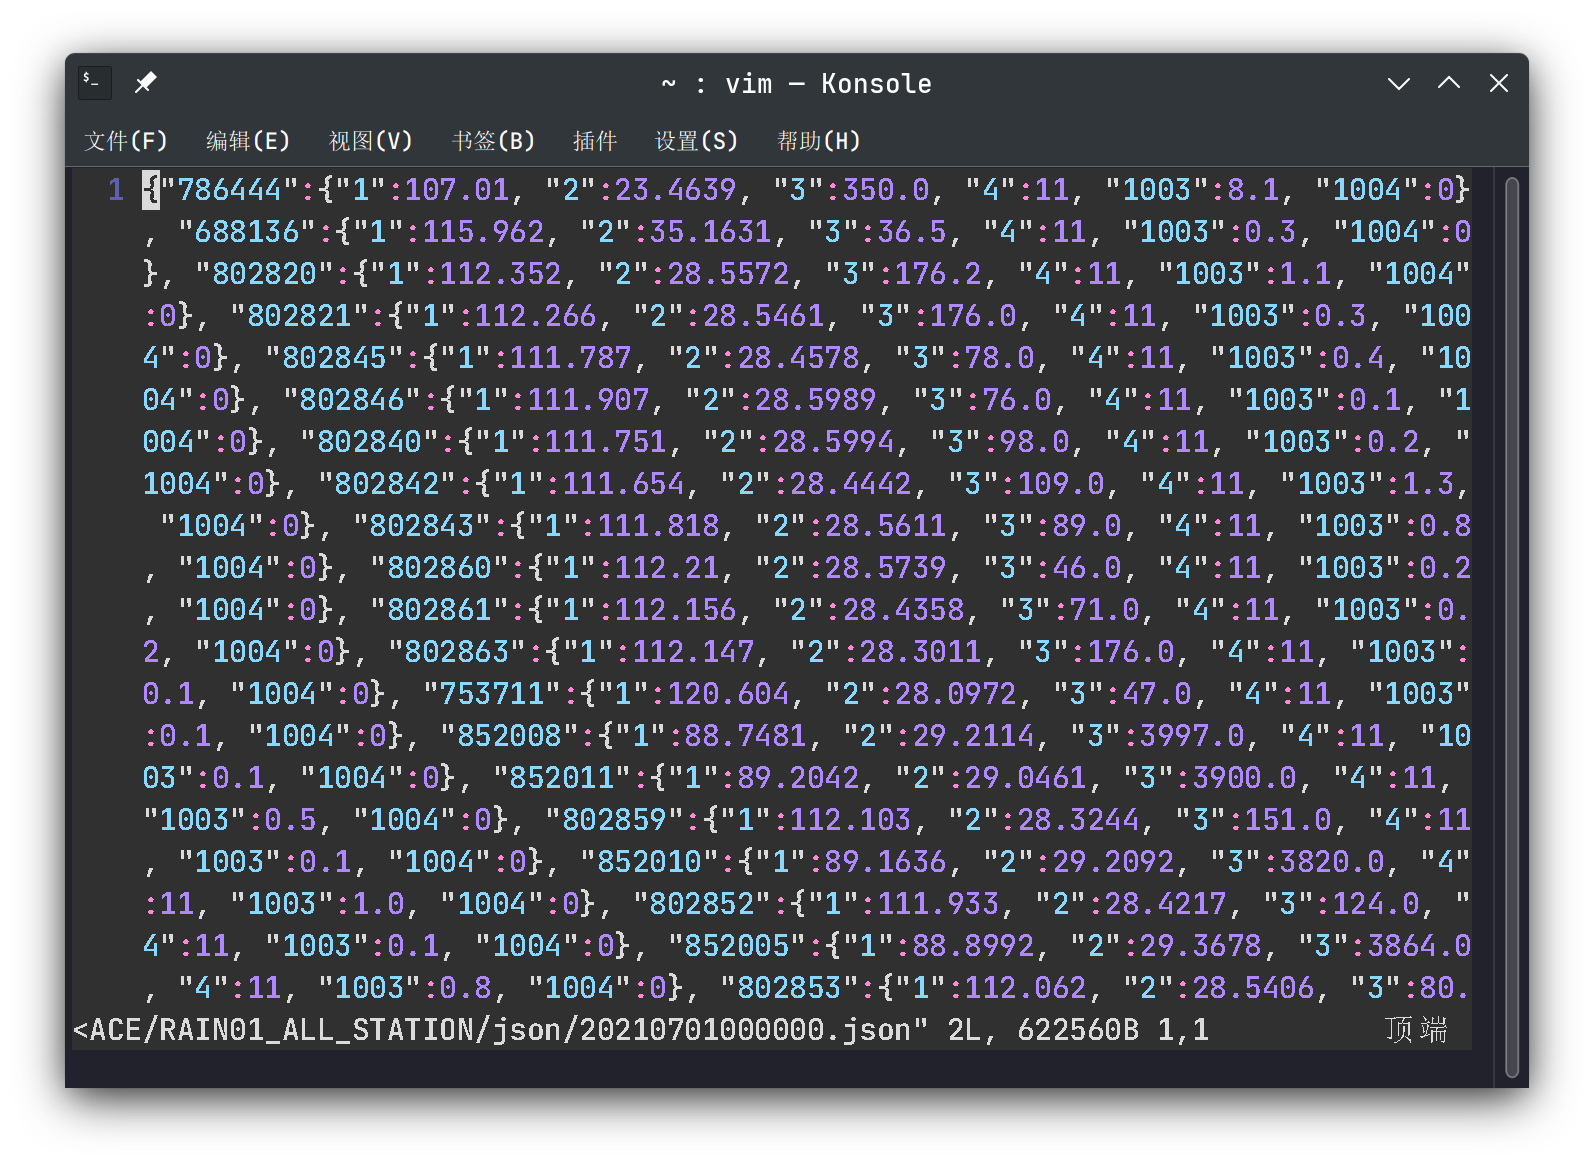 $_
~ : vim — Konsole
文件(F) 编辑(E) 视图(V) 书签(B) 插件 设置(S) 帮助(H)
1 {"786444":{"1":107.01, "2":23.4639, "3":350.0, "4":11, "1003":8.1, "1004":0}
, "688136":{"1":115.962, "2":35.1631, "3":36.5, "4":11, "1003":0.3, "1004":0
}, "802820":{"1":112.352, "2":28.5572, "3":176.2, "4":11, "1003":1.1, "1004"
:0}, "802821":{"1":112.266, "2":28.5461, "3":176.0, "4":11, "1003":0.3, "100
4":0}, "802845":{"1":111.787, "2":28.4578, "3":78.0, "4":11, "1003":0.4, "10
04":0}, "802846":{"1":111.907, "2":28.5989, "3":76.0, "4":11, "1003":0.1, "1
004":0}, "802840":{"1":111.751, "2":28.5994, "3":98.0, "4":11, "1003":0.2, "
1004":0}, "802842":{"1":111.654, "2":28.4442, "3":109.0, "4":11, "1003":1.3,
"1004":0}, "802843":{"1":111.818, "2":28.5611, "3":89.0, "4":11, "1003":0.8
, "1004":0}, "802860":{"1":112.21, "2":28.5739, "3":46.0, "4":11, "1003":0.2
, "1004":0}, "802861":{"1":112.156, "2":28.4358, "3":71.0, "4":11, "1003":0.
2, "1004":0}, "802863":{"1":112.147, "2":28.3011, "3":176.0, "4":11, "1003":
0.1, "1004":0}, "753711":{"1":120.604, "2":28.0972, "3":47.0, "4":11, "1003"
:0.1, "1004":0}, "852008":{"1":88.7481, "2":29.2114, "3":3997.0, "4":11, "10
03":0.1, "1004":0}, "852011":{"1":89.2042, "2":29.0461, "3":3900.0, "4":11,
"1003":0.5, "1004":0}, "802859":{"1":112.103, "2":28.3244, "3":151.0, "4":11
, "1003":0.1, "1004":0}, "852010":{"1":89.1636, "2":29.2092, "3":3820.0, "4"
:11, "1003":1.0, "1004":0}, "802852":{"1":111.933, "2":28.4217, "3":124.0, "
4":11, "1003":0.1, "1004":0}, "852005":{"1":88.8992, "2":29.3678, "3":3864.0
, "4":11, "1003":0.8, "1004":0}, "802853":{"1":112.062, "2":28.5406, "3":80.
<ACE/RAIN01_ALL_STATION/json/20210701000000.json" 2L, 622560B 1,1 顶端